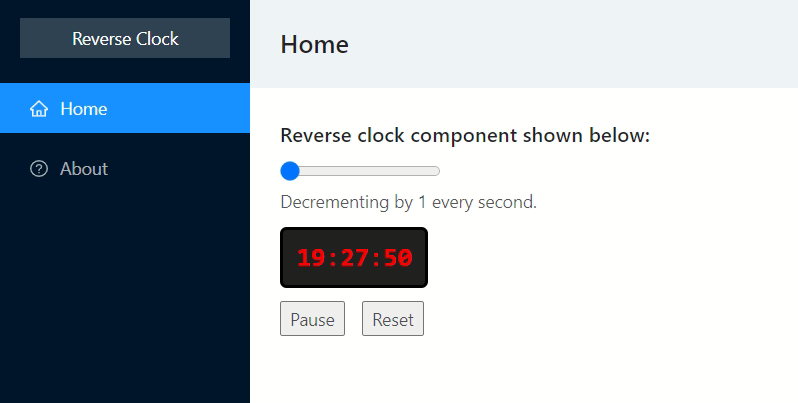 Reverse Clock
Home
Home
About
Reverse clock component shown below:
Decrementing by 1 every second.
19:27:50
Pause Reset